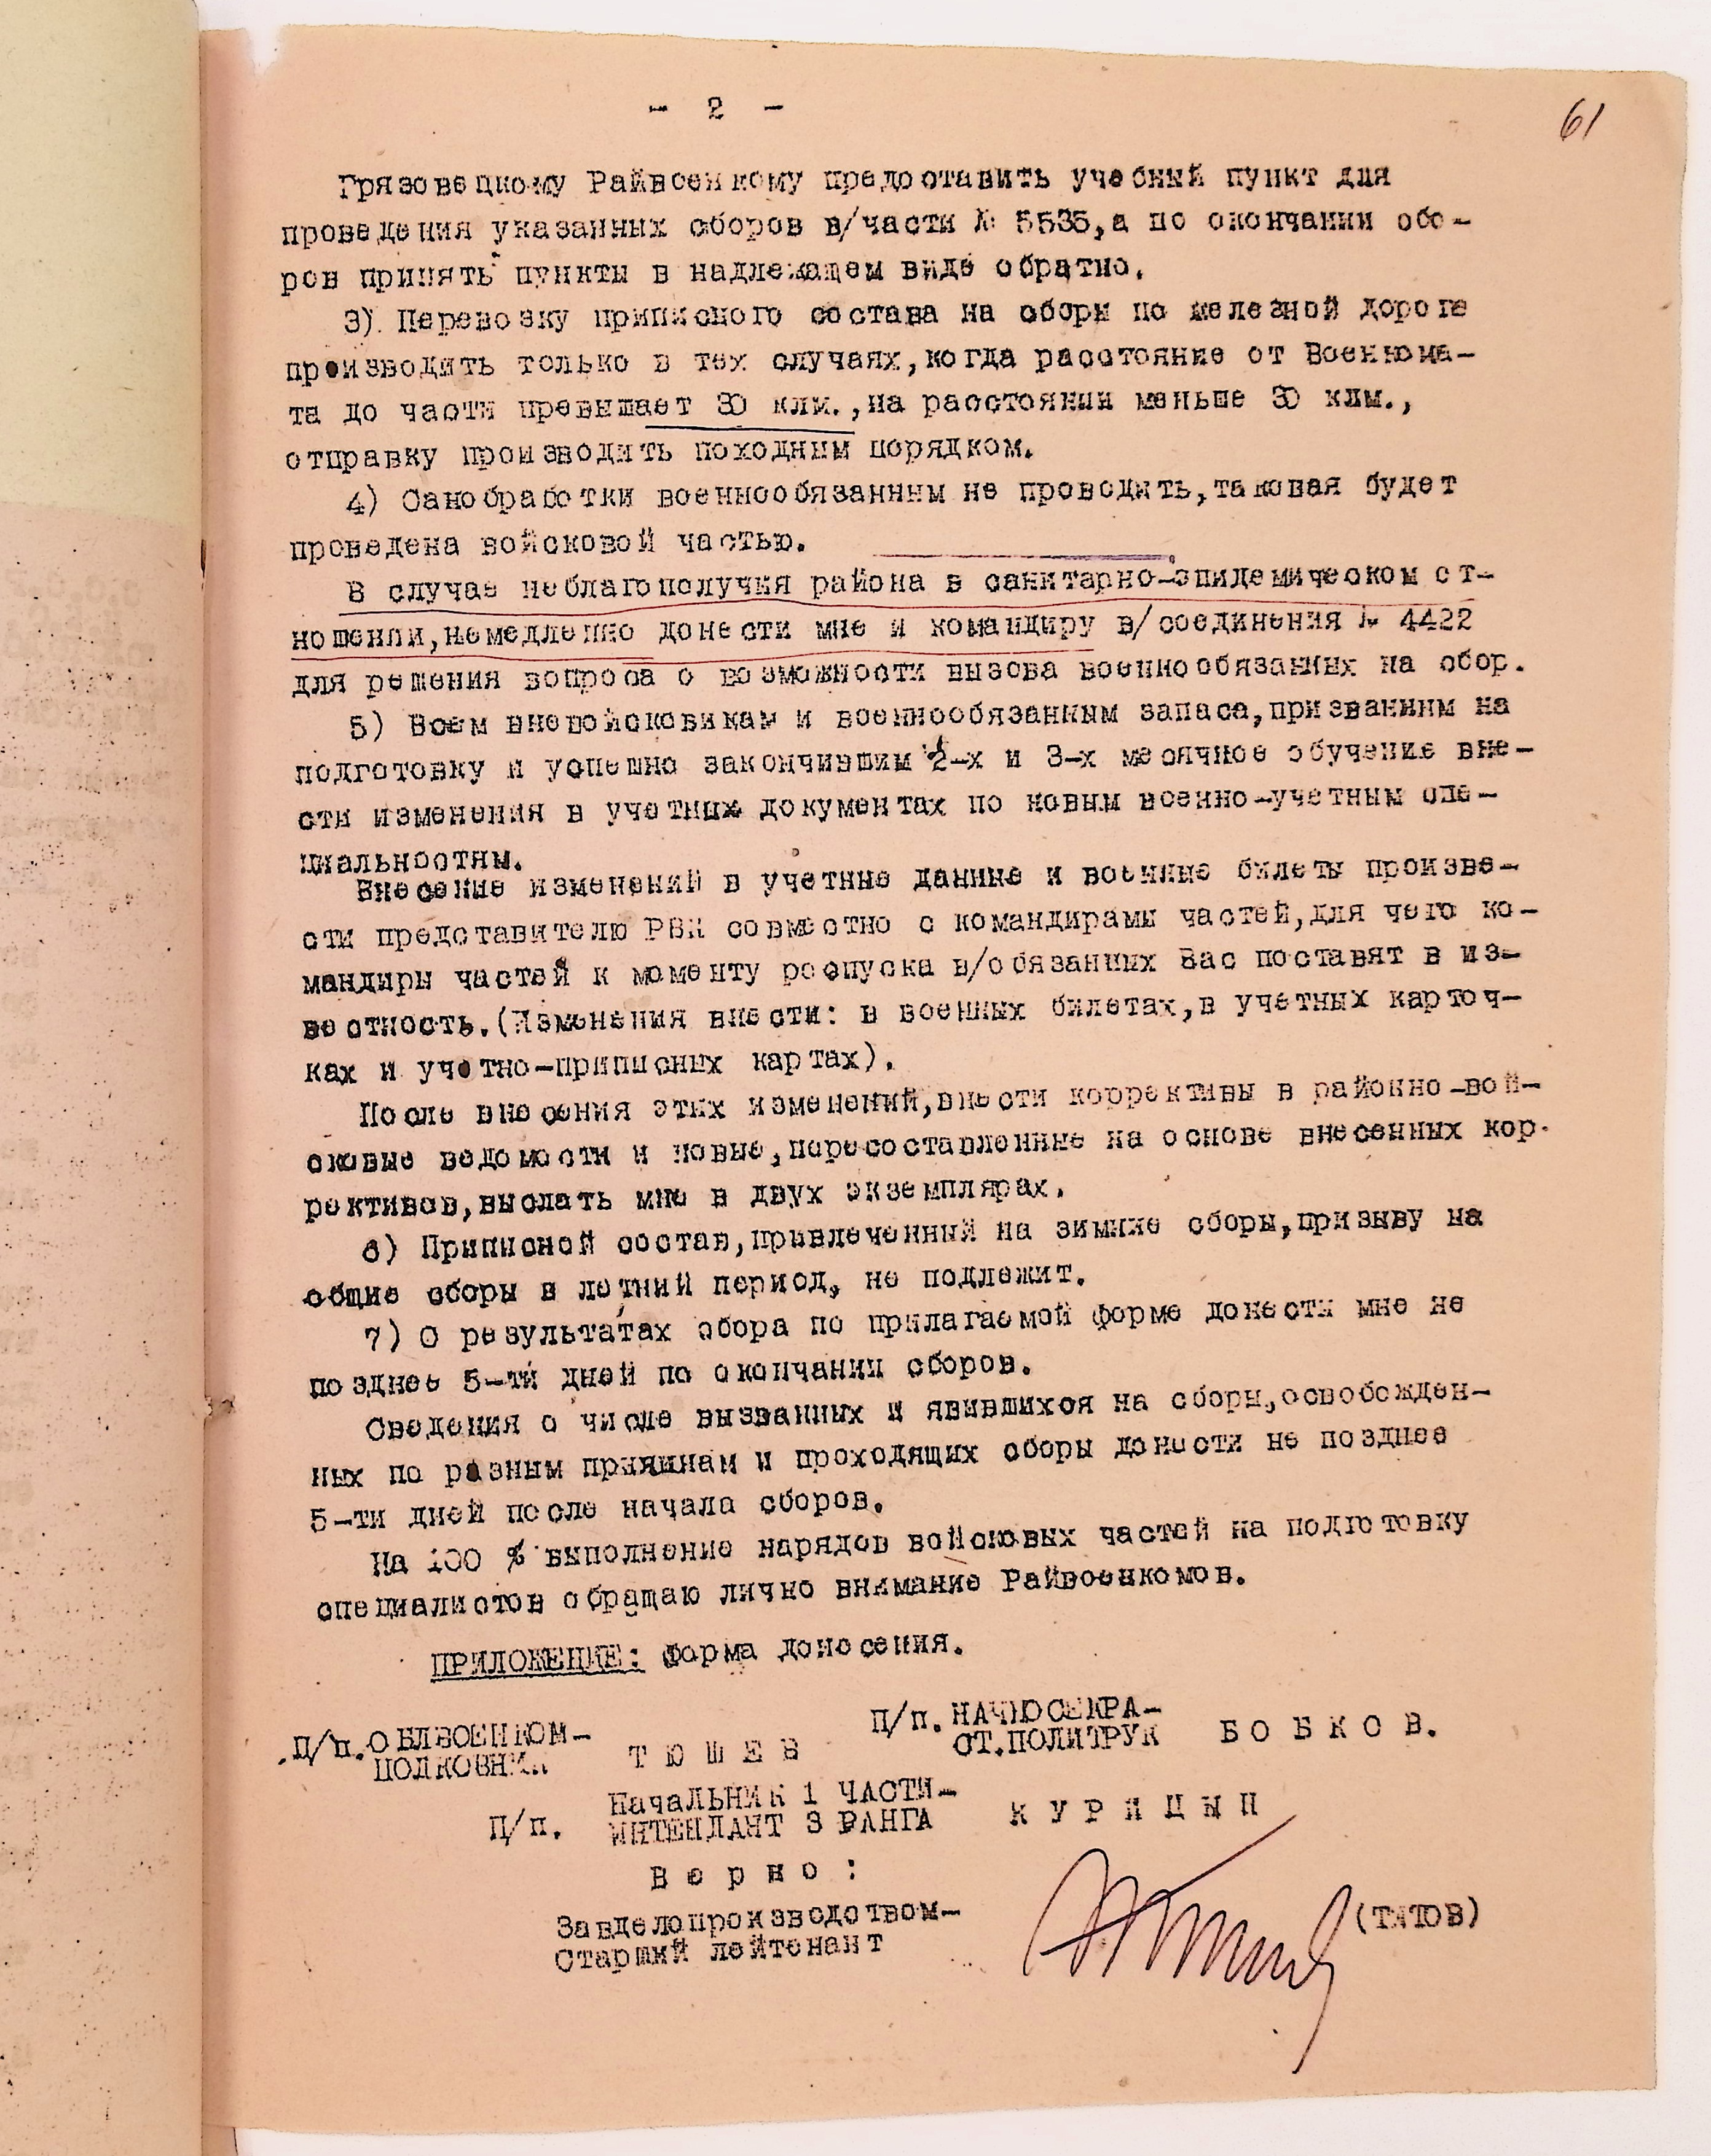 - 2 -
61
Грязовецкому Райвоенкому предоставить учебный пункт для
проведения указанных сборов в/части № 5535,а по окончании сбо-
ров принять пункты в надлежащем виде обратно.
3). Перевозку приписного состава на сборы по железной дороге
производить только в тех случаях,когда расстояние от Военкома-
та до части превышает 30 клм.,на расстоянии меньше 30 клм.,
отправку производить походным порядком.
4) Санобработки военнообязанным не проводить,таковая будет
проведена войсковой частью.
В случае неблагополучия района в санитарно-эпидемическом от-
ношении,немедленно донести мне и командиру в/соединения № 4422
для решения вопроса о возможности вызова военнообязанных на сбор.
5) Всем вневойсковикам и военнообязанным запаса,призванным на
подготовку и успешно закончившим 2-х и 3-х месячное обучение вне-
сти изменения в учетных документах по новым военно-учетным спе-
циальностям.
Внесение изменений в учетные данные и военные билеты произве-
сти представителю РВК совместно с командирами частей,для чего ко-
мандиры частей к моменту роспуска в/обязанных Вас поставят в из-
вестность.(Изменения внести: в военных билетах,в учетных карточ-
ках и учетно-приписных картах).
После внесения этих изменений,внести коррективы в районно-вой-
сковые ведомости и новые,пересоставленные на основе внесенных кор-
рективов,выслать мне в двух экземплярах.
6) Приписной состав,привлеченный на зимние сборы,призыву на
общие сборы в летний период, не подлежит.
7) О результатах сбора по прилагаемой форме донести мне не
позднее 5-ти дней по окончании сборов.
Сведения о числе вызванных и явившихся на сборы,освобожден-
ных по разным причинам и проходящих сборы донести не позднее
5-ти дней после начала сборов.
На 100 % выполнение нарядов войсковых частей на подготовку
специалистов обращаю лично внимание Райвоенкомов.
ПРИЛОЖЕНИЕ: форма донесения.
П/п. ОБЛВОЕНКОМ-
ПОЛКОВНИК Т Ю Ш Е В
П/п. НАЧЮСЕКРА-
СТ.ПОЛИТРУК Б О Б К О В.
П/п. НачАЛЬНИК 1 ЧАСТИ-
ИНТЕНДАНТ 3 РАНГА К У Р И Ц Ы Н
В е р н о :
Завделопроизводством-
Старший лейтенант (ТИТОВ)